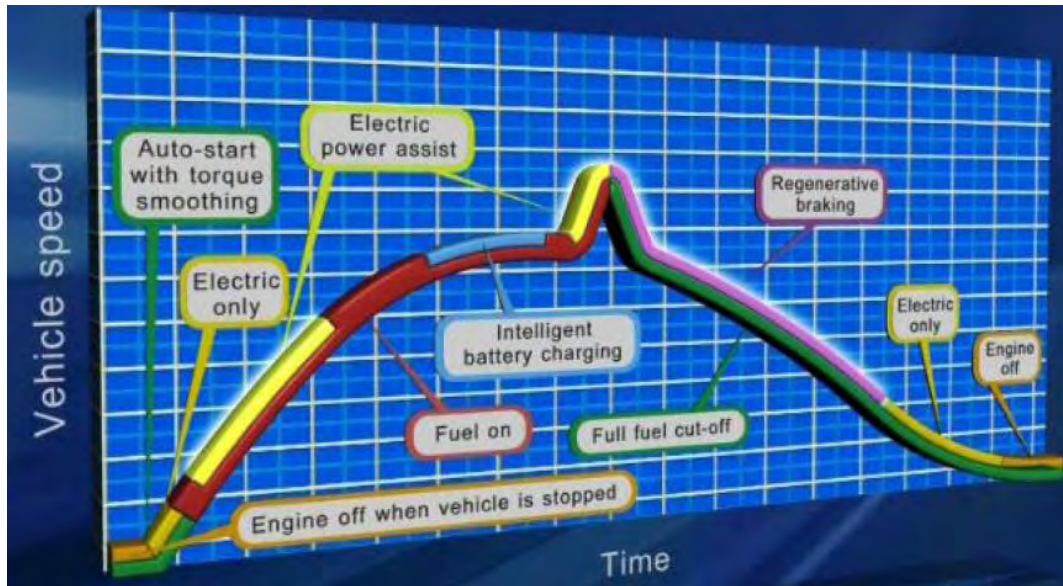 Vehicle speed
Auto-start
with torque
smoothing
Electric
power assist
Electric
only
Intelligent
battery charging
Fuel on
Engine off when vehicle is stopped
Regenerative
braking
Full fuel cut-off
Electric
only
Engine
off
Time